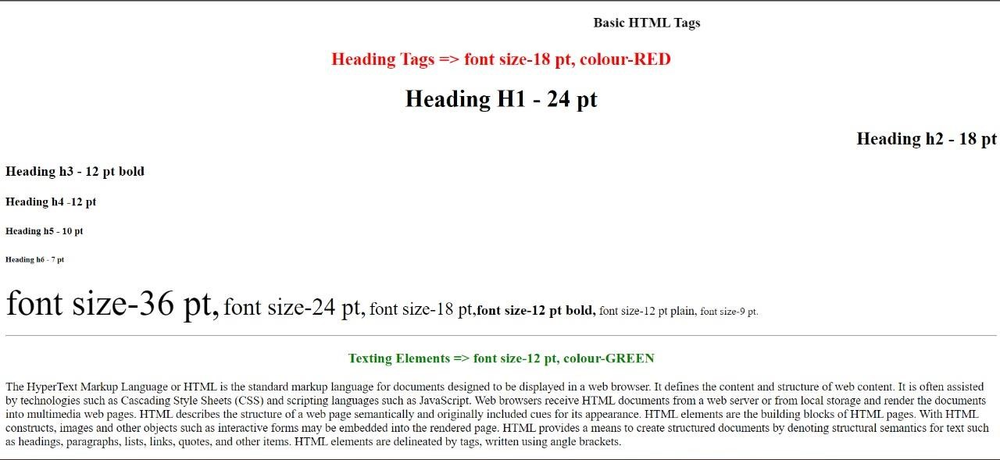 Basic HTML Tags
Heading Tags => font size-18 pt, colour-RED
Heading H1 - 24 pt
Heading h2 - 18 pt
Heading h3 - 12 pt bold
Heading h4 -12 pt
Heading h5 - 10 pt
Heading h6 - 7 pt
font size-36 pt, font size-24 pt, font size-18 pt,font size-12 pt bold, font size-12 pt plain, font size-9 pt.
Texting Elements => font size-12 pt, colour-GREEN
The HyperText Markup Language or HTML is the standard markup language for documents designed to be displayed in a web browser. It defines the content and structure of web content. It is often assisted
by technologies such as Cascading Style Sheets (CSS) and scripting languages such as JavaScript. Web browsers receive HTML documents from a web server or from local storage and render the documents
into multimedia web pages. HTML describes the structure of a web page semantically and originally included cues for its appearance. HTML elements are the building blocks of HTML pages. With HTML
constructs, images and other objects such as interactive forms may be embedded into the rendered page. HTML provides a means to create structured documents by denoting structural semantics for text such
as headings, paragraphs, lists, links, quotes, and other items. HTML elements are delineated by tags, written using angle brackets.